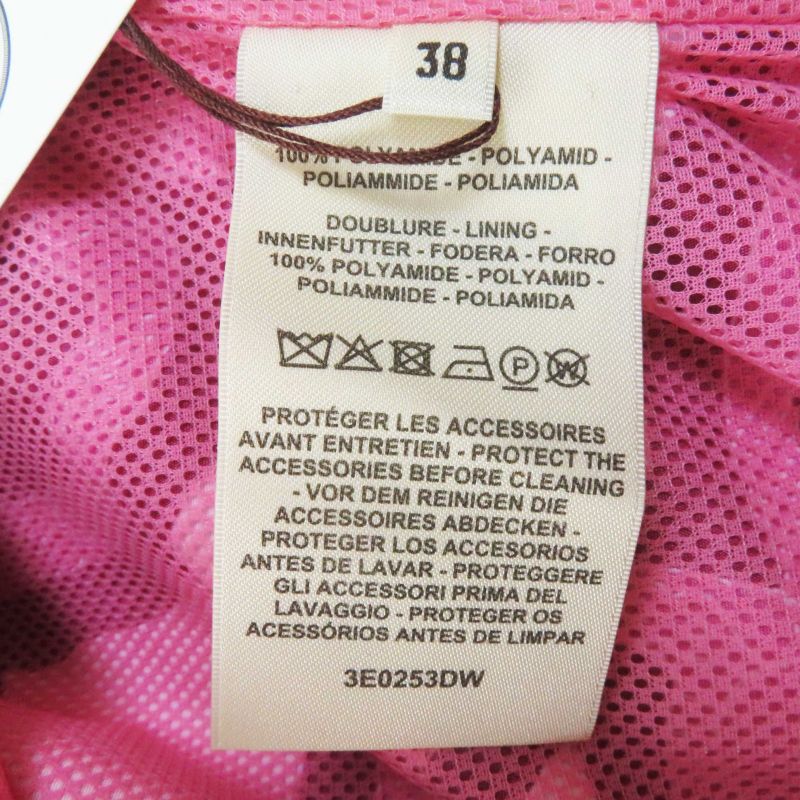 38
100% POLYAMIDE - POLYAMID -
POLIAMMIDE - POLIAMIDA
DOUBLURE - LINING -
INNENFUTTER - FODERA - FORRO
100% POLYAMIDE - POLYAMID -
POLIAMMIDE - POLIAMIDA
P W
PROTÉGER LES ACCESSOIRES
AVANT ENTRETIEN - PROTECT THE
ACCESSORIES BEFORE CLEANING
- VOR DEM REINIGEN DIE
ACCESSOIRES ABDECKEN -
PROTEGER LOS ACCESORIOS
ANTES DE LAVAR - PROTEGGERE
GLI ACCESSORI PRIMA DEL
LAVAGGIO - PROTEGER OS
ACESSÓRIOS ANTES DE LIMPAR
3E0253DW